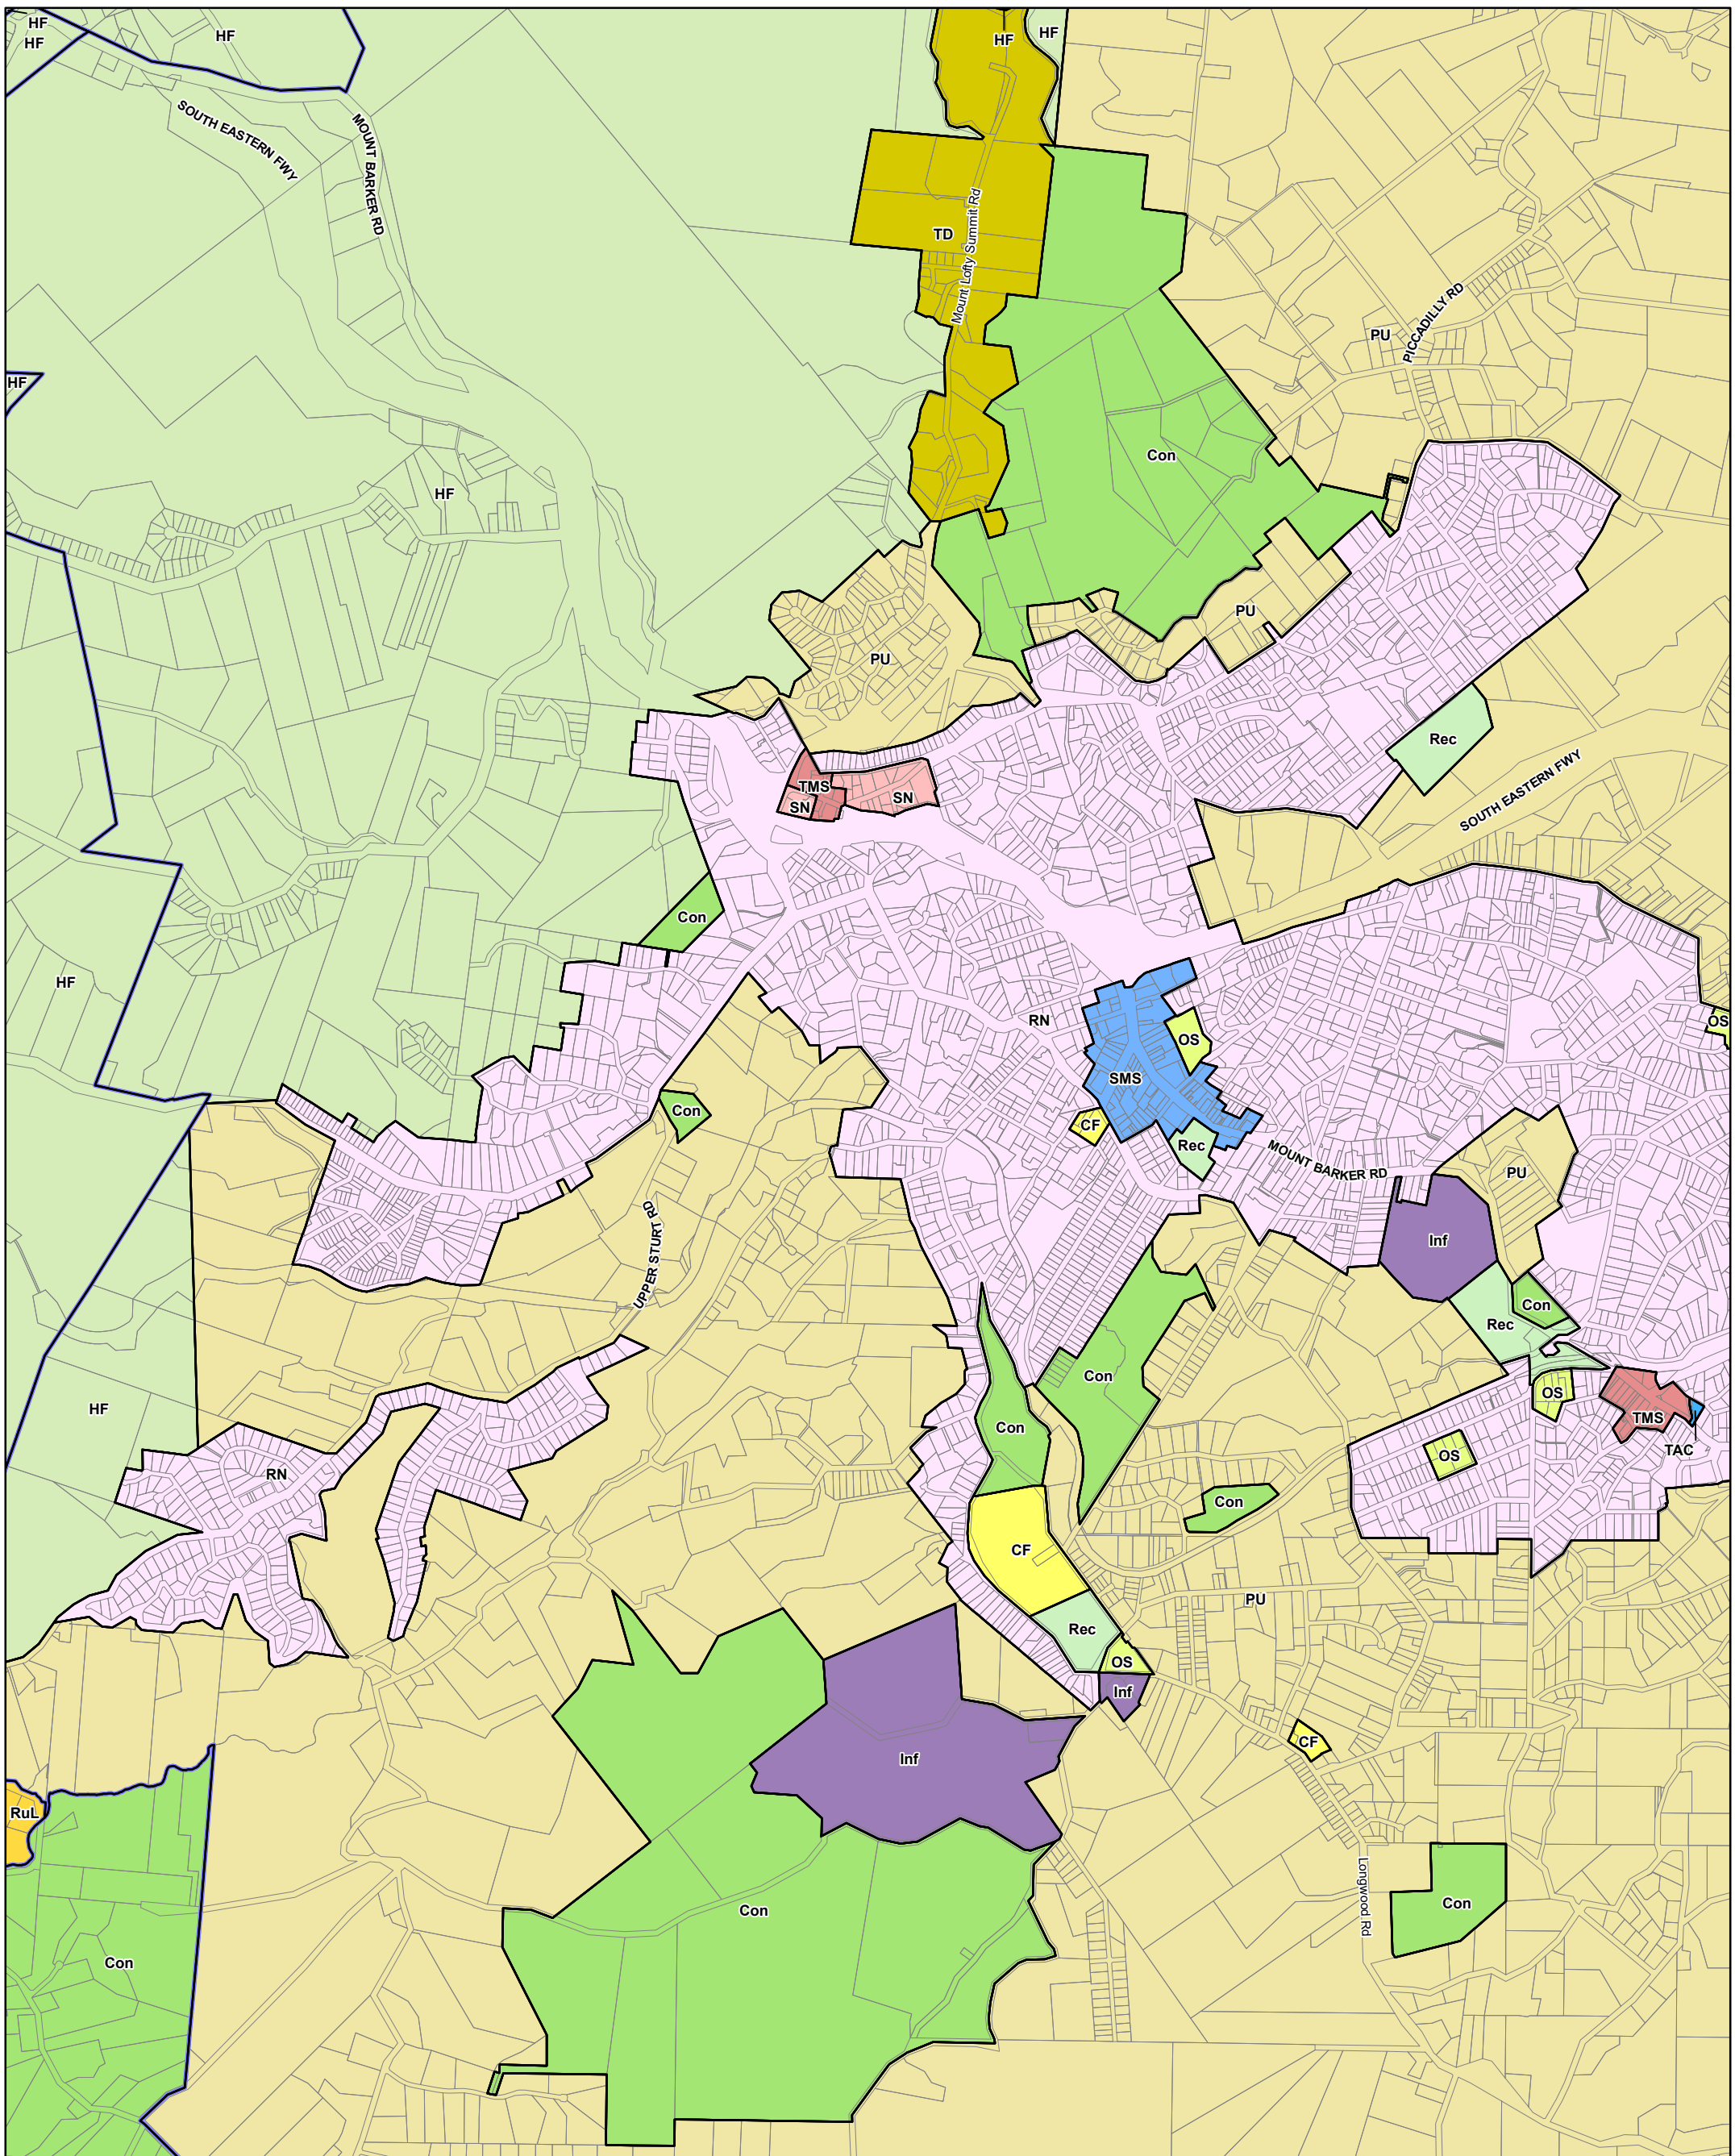 HF
HF
HF
HF
HF
SOUTH EASTERN FWY
MOUNT BARKER RD
TD
Mount Lofty Summit Rd
PU
PICCADILLY RD
HF
Con
HF
PU
PU
Rec
SOUTH EASTERN FWY
TMS
SN
SN
Con
HF
RN
OS
OS
SMS
Con
CF
Rec
MOUNT BARKER RD
PU
UPPER STURT RD
Inf
Con
Rec
Con
OS
HF
TMS
Con
TAC
OS
RN
Con
CF
PU
Rec
OS
Inf
CF
Inf
RuL
Longwood Rd
Con
Con
Con